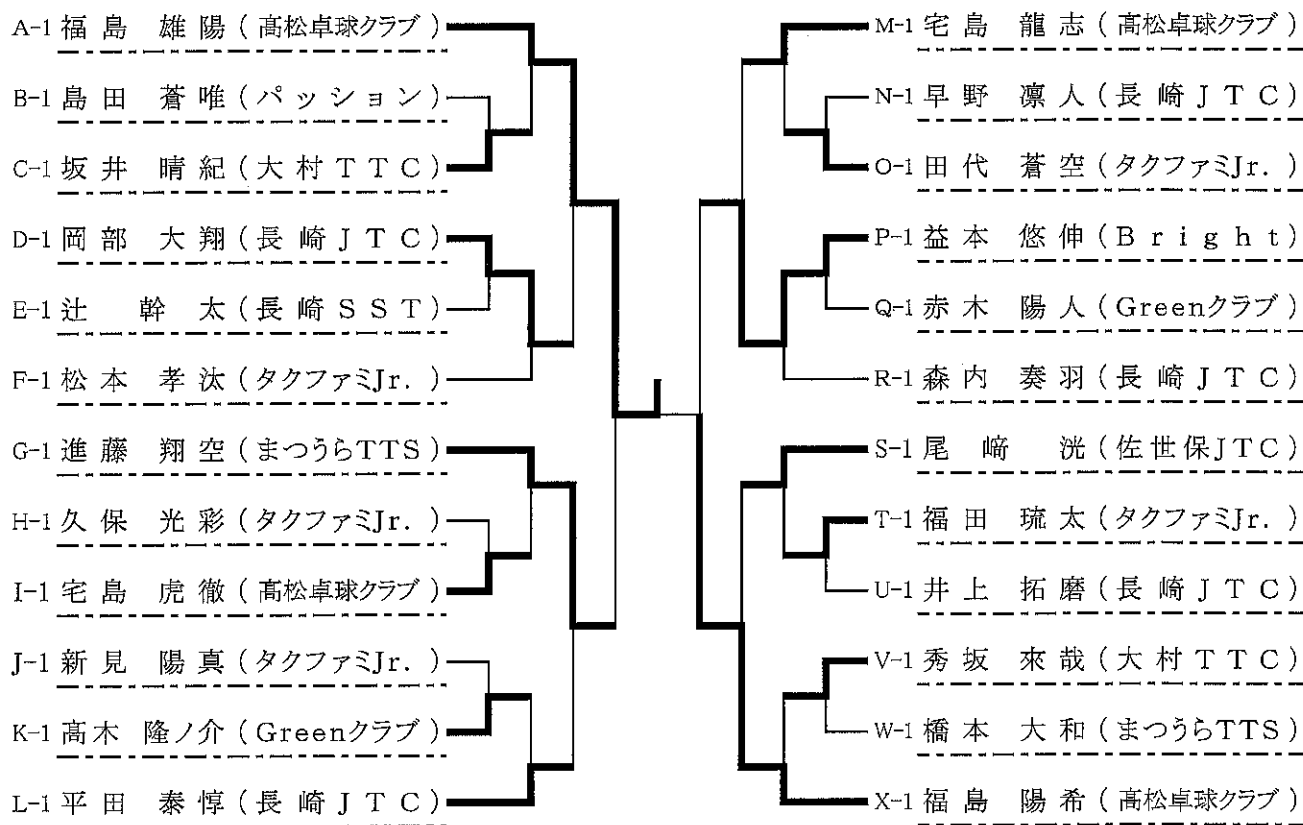 A-1 福島 雄陽 (髙松卓球クラブ)
B-1 島田 蒼唯 (パッション)
C-1 坂井 晴紀 (大村TTC)
D-1 岡部 大翔 (長崎JTC)
E-1 辻 幹太 (長崎SST)
F-1 松本 孝汰 (タクファミJr.)
G-1 進藤 翔空 (まつうらTTS)
H-1 久保 光彩 (タクファミJr.)
I-1 宅島 虎徹 (髙松卓球クラブ)
J-1 新見 陽真 (タクファミJr.)
K-1 髙木 隆ノ介 (Greenクラブ)
L-1 平田 泰惇 (長崎JTC)
M-1 宅島 龍志 (髙松卓球クラブ)
N-1 早野 凛人 (長崎JTC)
O-1 田代 蒼空 (タクファミJr.)
P-1 益本 悠伸 (Bright)
Q-1 赤木 陽人 (Greenクラブ)
R-1 森内 奏羽 (長崎JTC)
S-1 尾﨑 洸 (佐世保JTC)
T-1 福田 琉太 (タクファミJr.)
U-1 井上 拓磨 (長崎JTC)
V-1 秀坂 來哉 (大村TTC)
W-1 橋本 大和 (まつうらTTS)
X-1 福島 陽希 (髙松卓球クラブ)